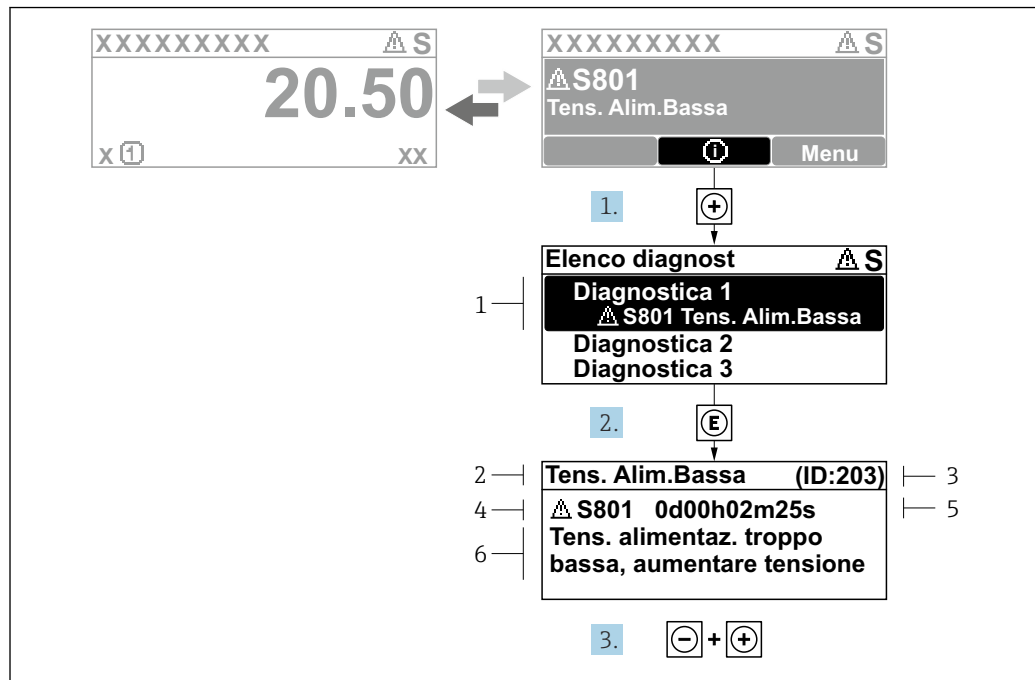 XXXXXXXXX ⚠ S
20.50
X ① XX
XXXXXXXXX ⚠ S
⚠S801
Tens. Alim.Bassa
ⓘ Menu
1. +
Elenco diagnost ⚠ S
1
Diagnostica 1
⚠ S801 Tens. Alim.Bassa
Diagnostica 2
Diagnostica 3
2. E
2 Tens. Alim.Bassa (ID:203) 3
4 ⚠ S801 0d00h02m25s 5
6
Tens. alimentaz. troppo
bassa, aumentare tensione
3. - + +